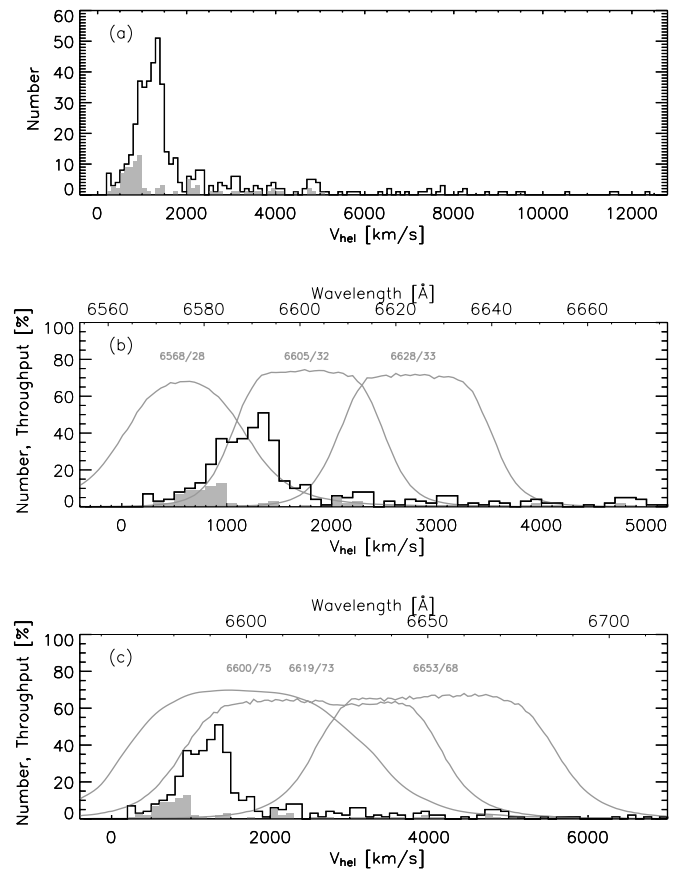 60
(a)
50
40
30
20
10
0
Number
0 2000 4000 6000 8000 10000 12000
Vhel [km/s]
Wavelength [Å]
6560 6580 6600 6620 6640 6660
100
(b)
6568/28 6605/32 6628/33
80
60
40
20
0
Number, Throughput [%]
0 1000 2000 3000 4000 5000
Vhel [km/s]
Wavelength [Å]
6600 6650 6700
100
(c)
6600/75 6619/73 6653/68
80
60
40
20
0
Number, Throughput [%]
0 2000 4000 6000
Vhel [km/s]